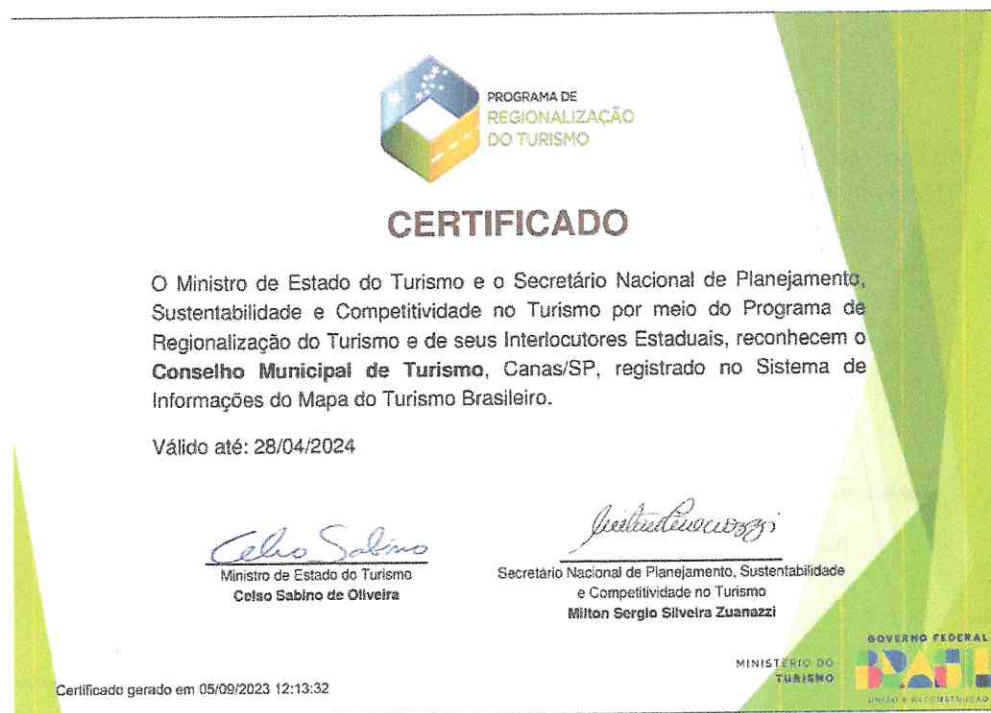 PROGRAMA DE
REGIONALIZAÇÃO
DO TURISMO
CERTIFICADO
O Ministro de Estado do Turismo e o Secretário Nacional de Planejamento,
Sustentabilidade e Competitividade no Turismo por meio do Programa de
Regionalização do Turismo e de seus Interlocutores Estaduais, reconhecem o
Conselho Municipal de Turismo, Canas/SP, registrado no Sistema de
Informações do Mapa do Turismo Brasileiro.
Válido até: 28/04/2024
Celso Sabino
Ministro de Estado do Turismo
Celso Sabino de Oliveira
Secretário Nacional de Planejamento, Sustentabilidade
e Competitividade no Turismo
Milton Sergio Silveira Zuanazzi
GOVERNO FEDERAL
MINISTÉRIO DO
TURISMO
BRASIL
UNIÃO E RECONSTRUÇÃO
Certificado gerado em 05/09/2023 12:13:32